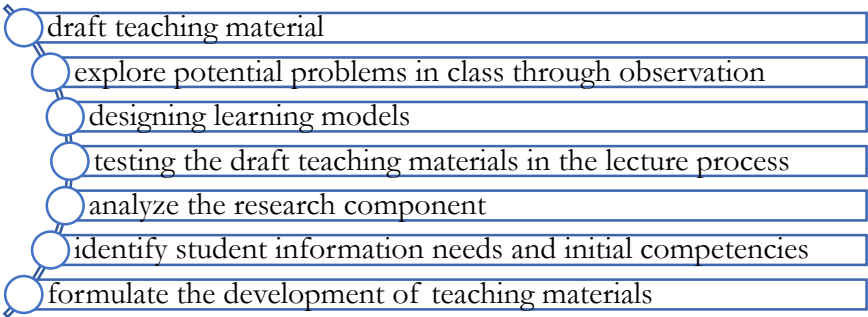 draft teaching material
explore potential problems in class through observation
designing learning models
testing the draft teaching materials in the lecture process
analyze the research component
identify student information needs and initial competencies
formulate the development of teaching materials